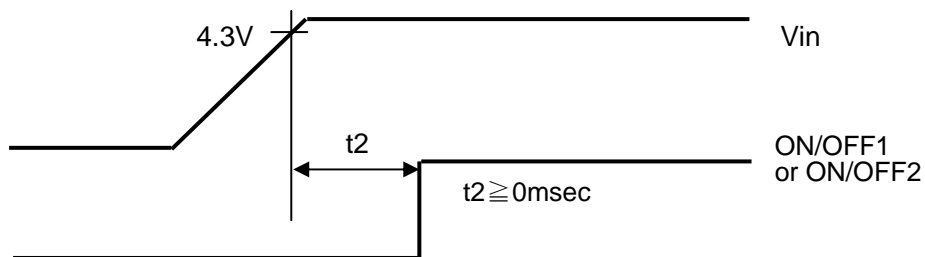 4.3V
Vin
t2
ON/OFF1
or ON/OFF2
t2≧0msec